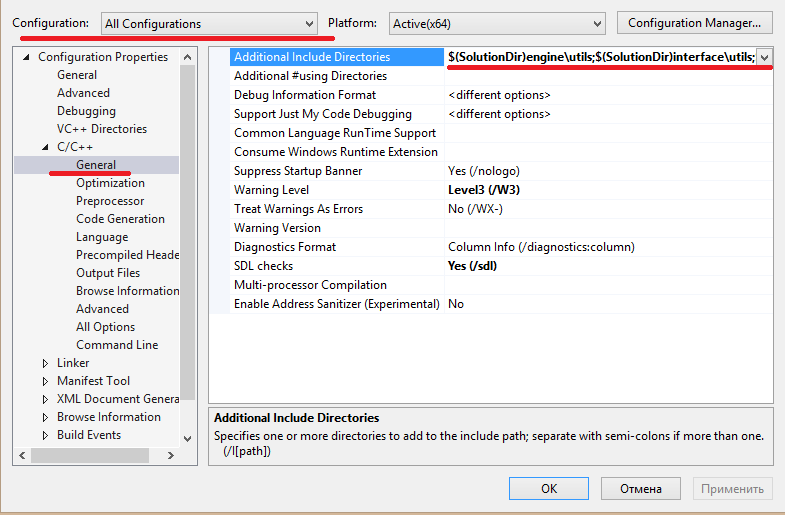 Configuration: All Configurations Platform: Active(x64) Configuration Manager...
Configuration Properties
General
Advanced
Debugging
VC++ Directories
C/C++
General
Optimization
Preprocessor
Code Generation
Language
Precompiled Heade
Output Files
Browse Information
Advanced
All Options
Command Line
Linker
Manifest Tool
XML Document Genera
Browse Information
Build Events
Additional Include Directories $(SolutionDir)engine\utils;$(SolutionDir)interface\utils;
Additional #using Directories
Debug Information Format <different options>
Support Just My Code Debugging <different options>
Common Language RunTime Support
Consume Windows Runtime Extension
Suppress Startup Banner Yes (/nologo)
Warning Level Level3 (/W3)
Treat Warnings As Errors No (/WX-)
Warning Version
Diagnostics Format Column Info (/diagnostics:column)
SDL checks Yes (/sdl)
Multi-processor Compilation
Enable Address Sanitizer (Experimental) No
Additional Include Directories
Specifies one or more directories to add to the include path; separate with semi-colons if more than one.
(/I[path])
OK Отмена Применить